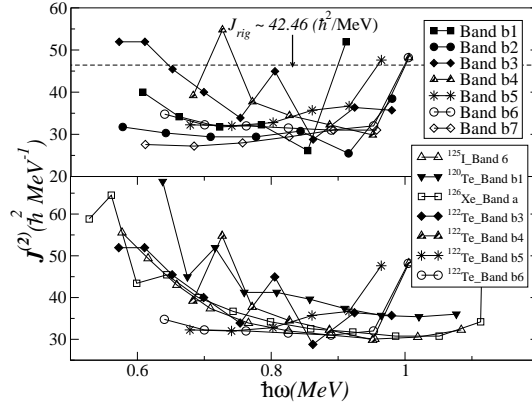 J_rig ~ 42.46 (ħ²/MeV)
50
40
30
20
Band b1
Band b2
Band b3
Band b4
Band b5
Band b6
Band b7
J⁽²⁾(ħ² MeV⁻¹)
60
50
40
30
¹²⁵I_Band 6
¹²⁰Te_Band b1
¹²⁶Xe_Band a
¹²²Te_Band b3
¹²²Te_Band b4
¹²²Te_Band b5
¹²²Te_Band b6
0.6
0.8
1
ħω(MeV)